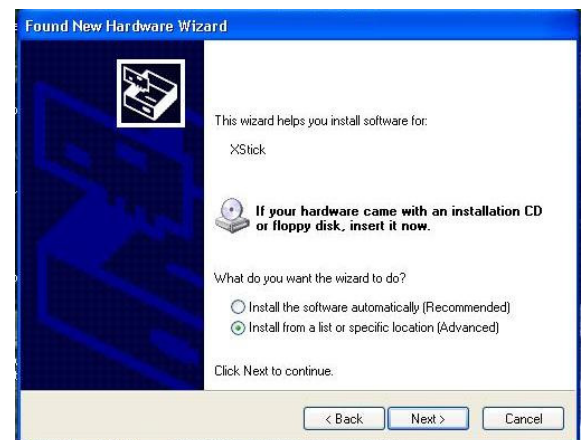 Found New Hardware Wizard
This wizard helps you install software for:
XStick
If your hardware came with an installation CD
or floppy disk, insert it now.
What do you want the wizard to do?
Install the software automatically (Recommended)
Install from a list or specific location (Advanced)
Click Next to continue.
< Back Next > Cancel